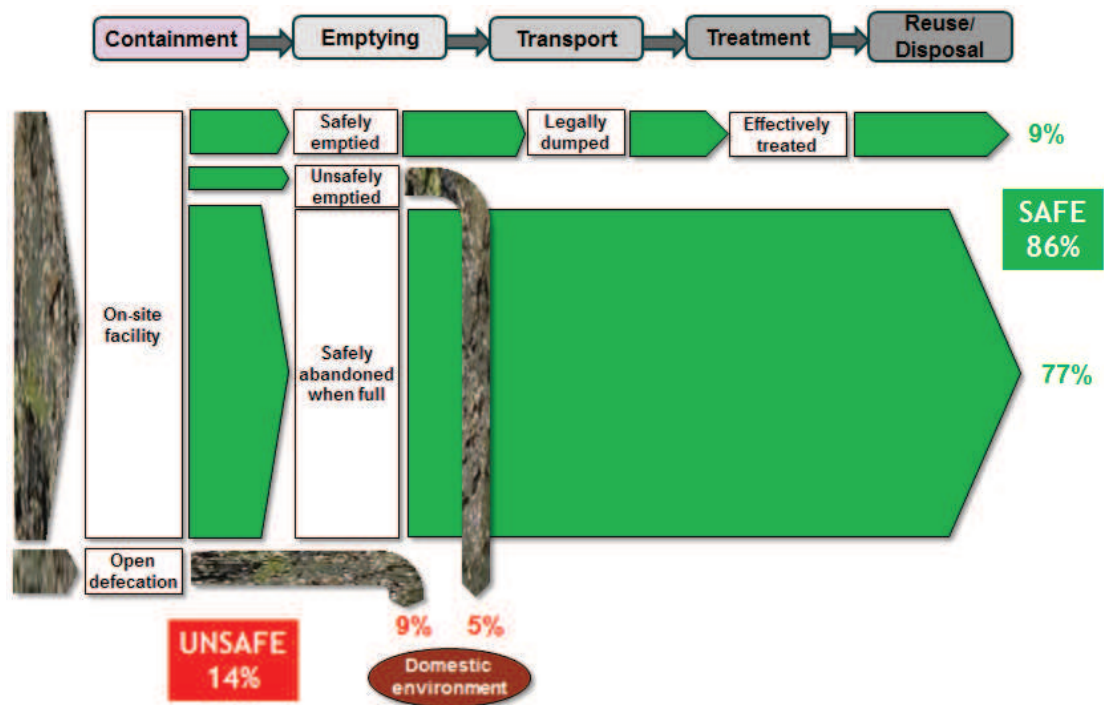 Containment
Emptying
Transport
Treatment
Reuse/
Disposal
Safely
emptied
Legally
dumped
Effectively
treated
9%
Unsafely
emptied
SAFE
86%
On-site
facility
Safely
abandoned
when full
77%
Open
defecation
9%
5%
UNSAFE
14%
Domestic
environment